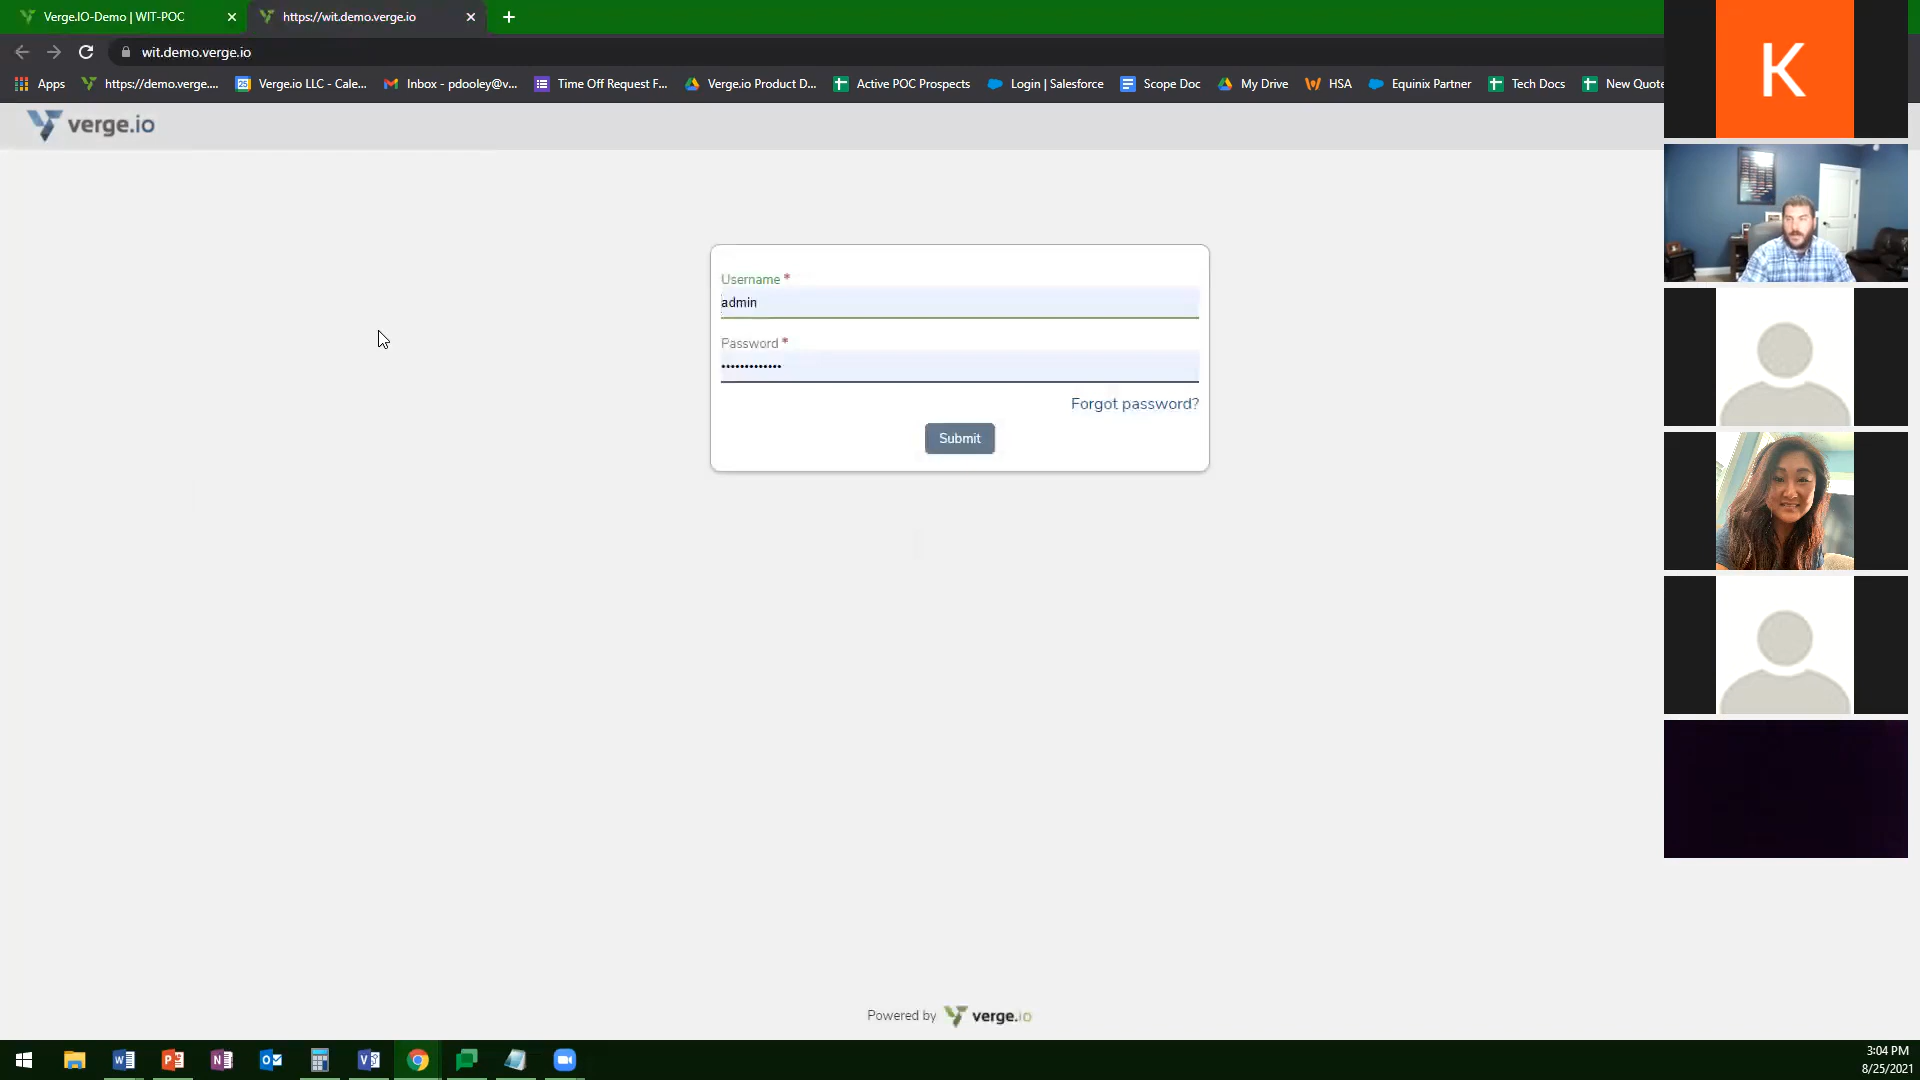 Verge.IO-Demo | WIT-POC
https://wit.demo.verge.io
wit.demo.verge.io
Apps
https://demo.verge....
Verge.io LLC - Cale...
Inbox - pdooley@v...
Time Off Request F...
Verge.io Product D...
Active POC Prospects
Login | Salesforce
Scope Doc
My Drive
HSA
Equinix Partner
Tech Docs
New Quote
K
verge.io
Username *
admin
Password *
•••••••••••••
Forgot password?
Submit
Powered by verge.io
3:04 PM
8/25/2021